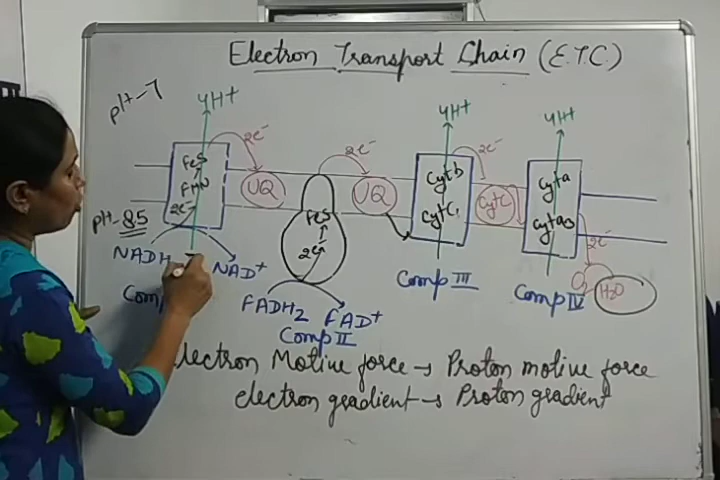 Electron Transport Chain (E.T.C.)
pH-7
4H+
4H+
4H+
2e-
2e-
2e-
FeS
FMN
2e-
UQ
UQ
FeS
2e-
Cyt b
Cyt C1
Cyt C
Cyt a
Cyt a3
2e-
pH-8.5
NADH
NAD+
FADH2
FAD+
O2
H2O
Comp
Comp II
Comp III
Comp IV
Electron Motive force → Proton motive force
electron gradient → Proton gradient